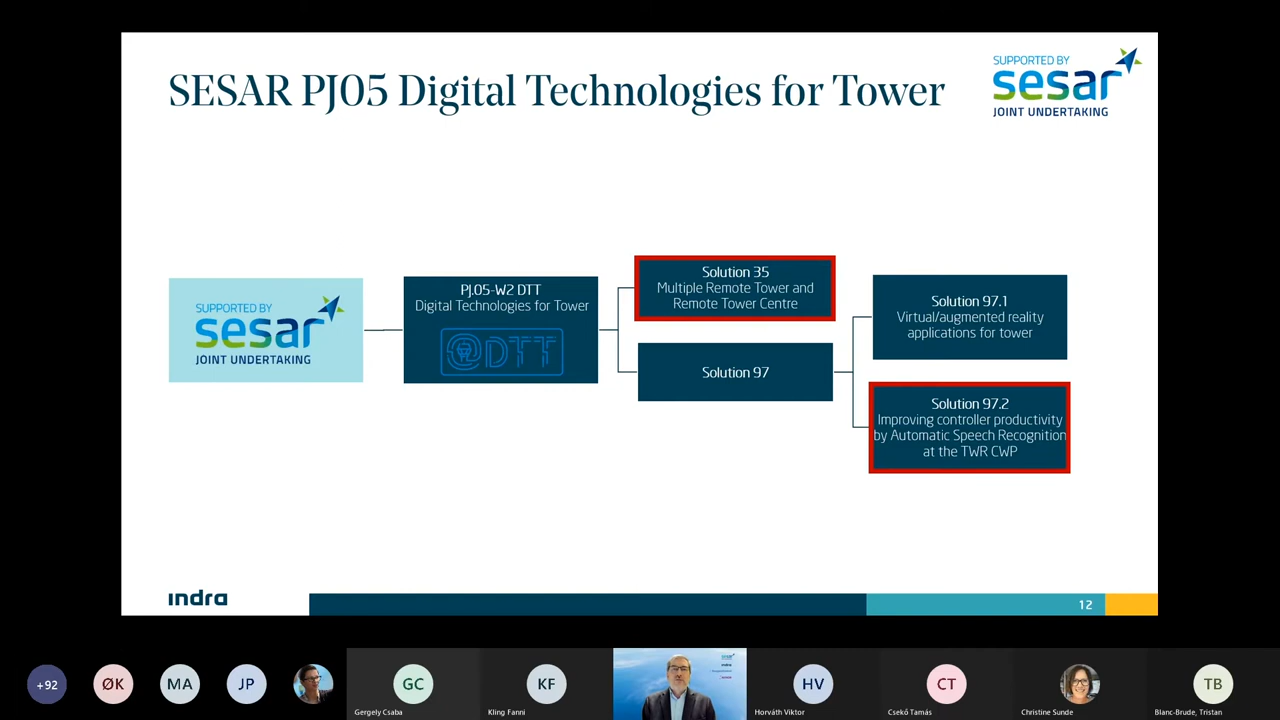 SESAR PJ05 Digital Technologies for Tower
SUPPORTED BY
sesar
JOINT UNDERTAKING
SUPPORTED BY
sesar
JOINT UNDERTAKING
PJ.05-W2 DTT
Digital Technologies for Tower
@DTT
Solution 35
Multiple Remote Tower and
Remote Tower Centre
Solution 97
Solution 97.1
Virtual/augmented reality
applications for tower
Solution 97.2
Improving controller productivity
by Automatic Speech Recognition
at the TWR CWP
indra
12
+92
ØK
MA
JP
GC
Gergely Csaba
KF
Kling Fanni
HV
Horváth Viktor
CT
Csekő Tamás
Christine Sunde
TB
Blanc-Brude, Tristan